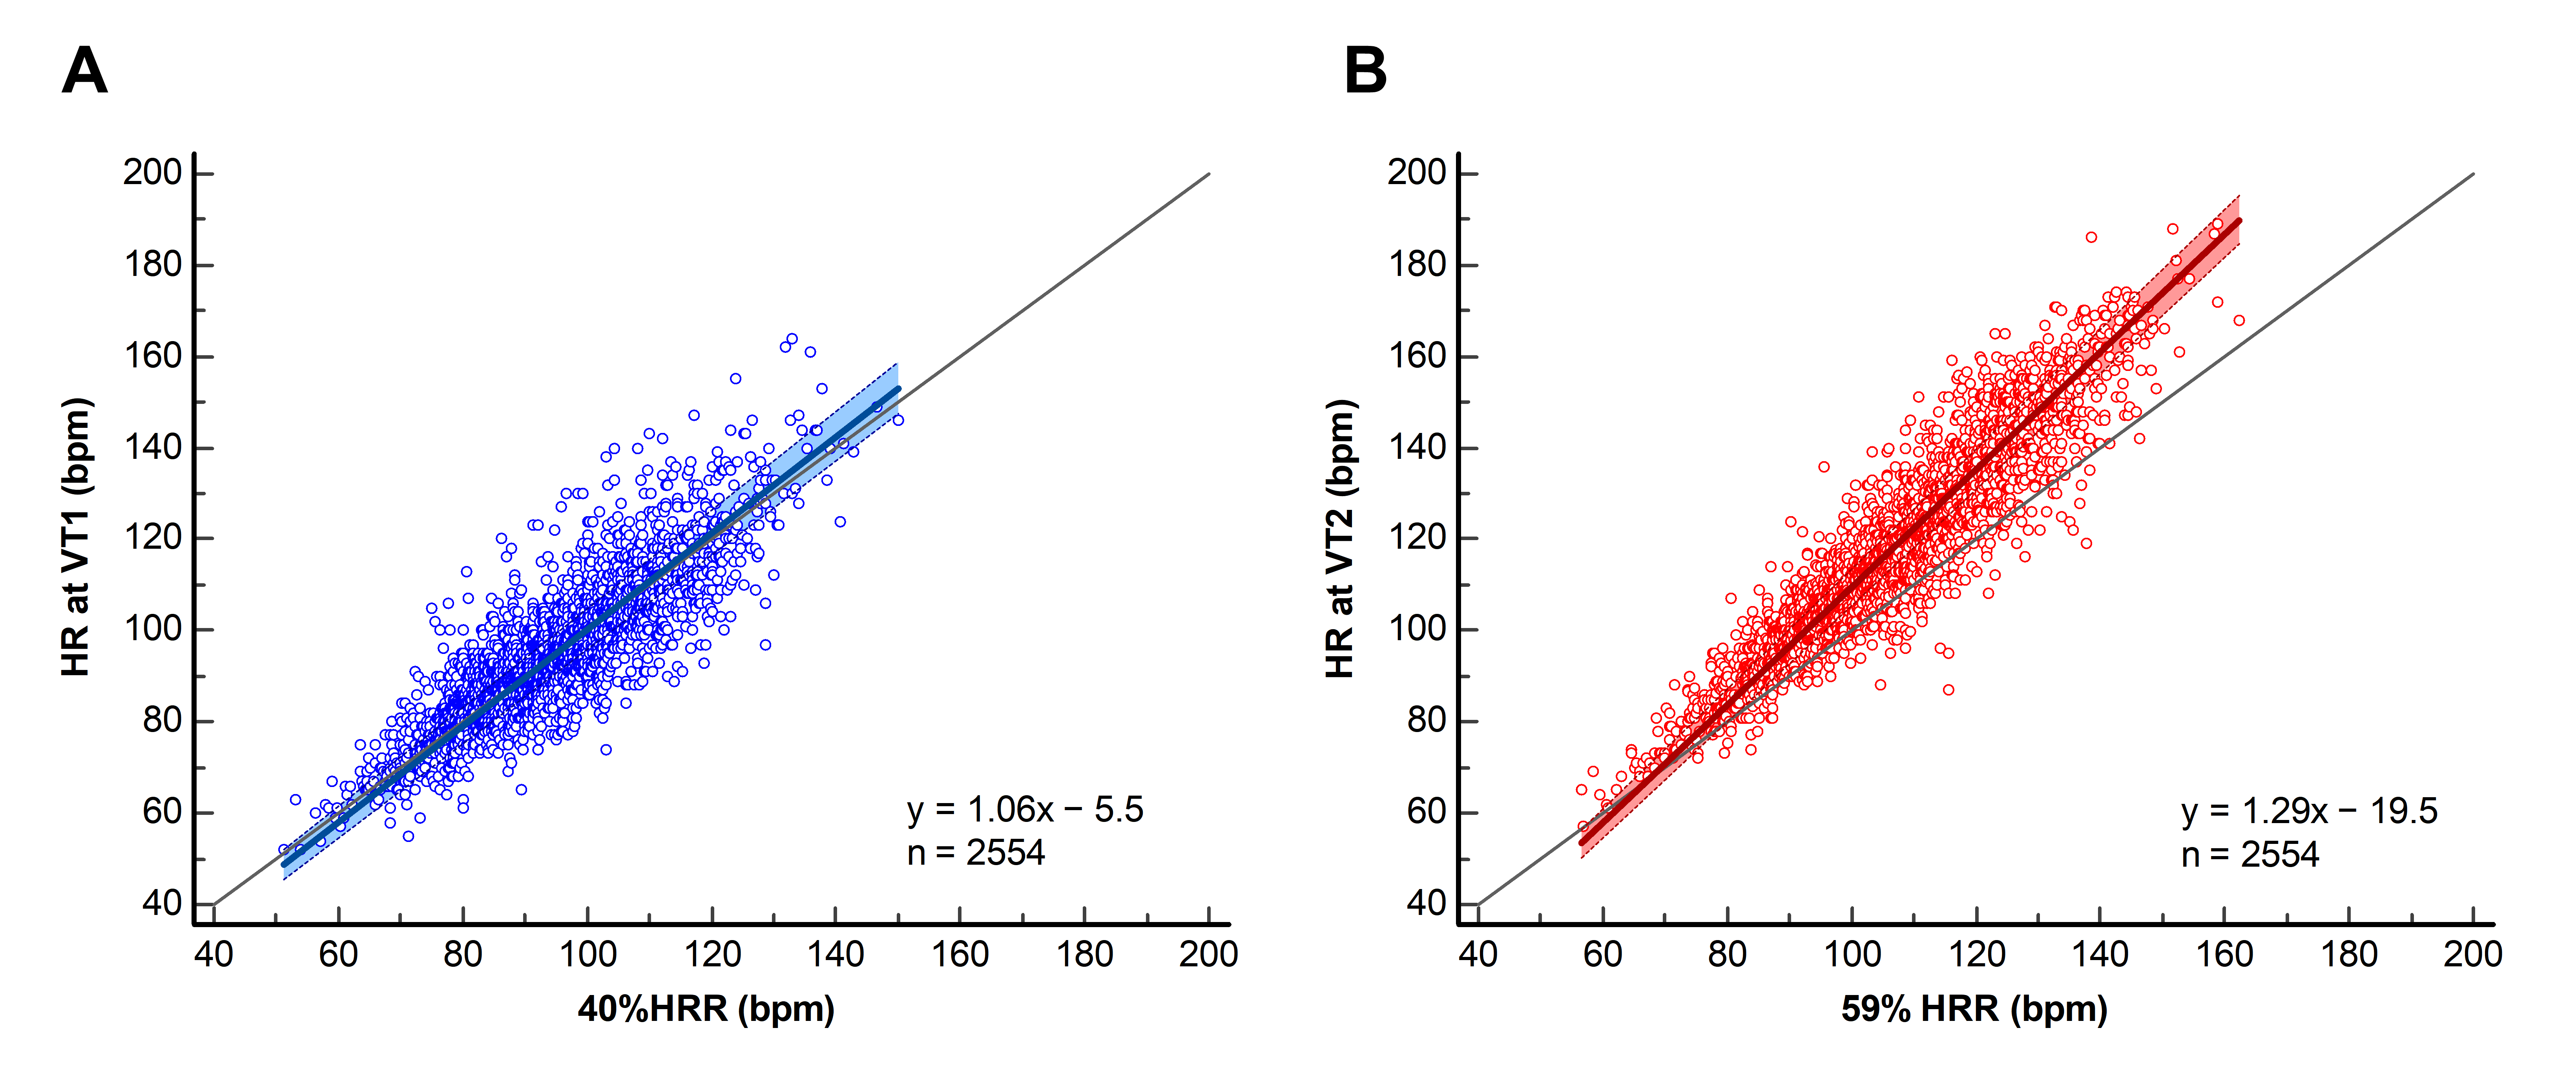 A
200
180
160
140
120
100
80
60
40
HR at VT1 (bpm)
y = 1.06x − 5.5
n = 2554
40 60 80 100 120 140 160 180 200
40%HRR (bpm)
B
200
180
160
140
120
100
80
60
40
HR at VT2 (bpm)
y = 1.29x − 19.5
n = 2554
40 60 80 100 120 140 160 180 200
59% HRR (bpm)